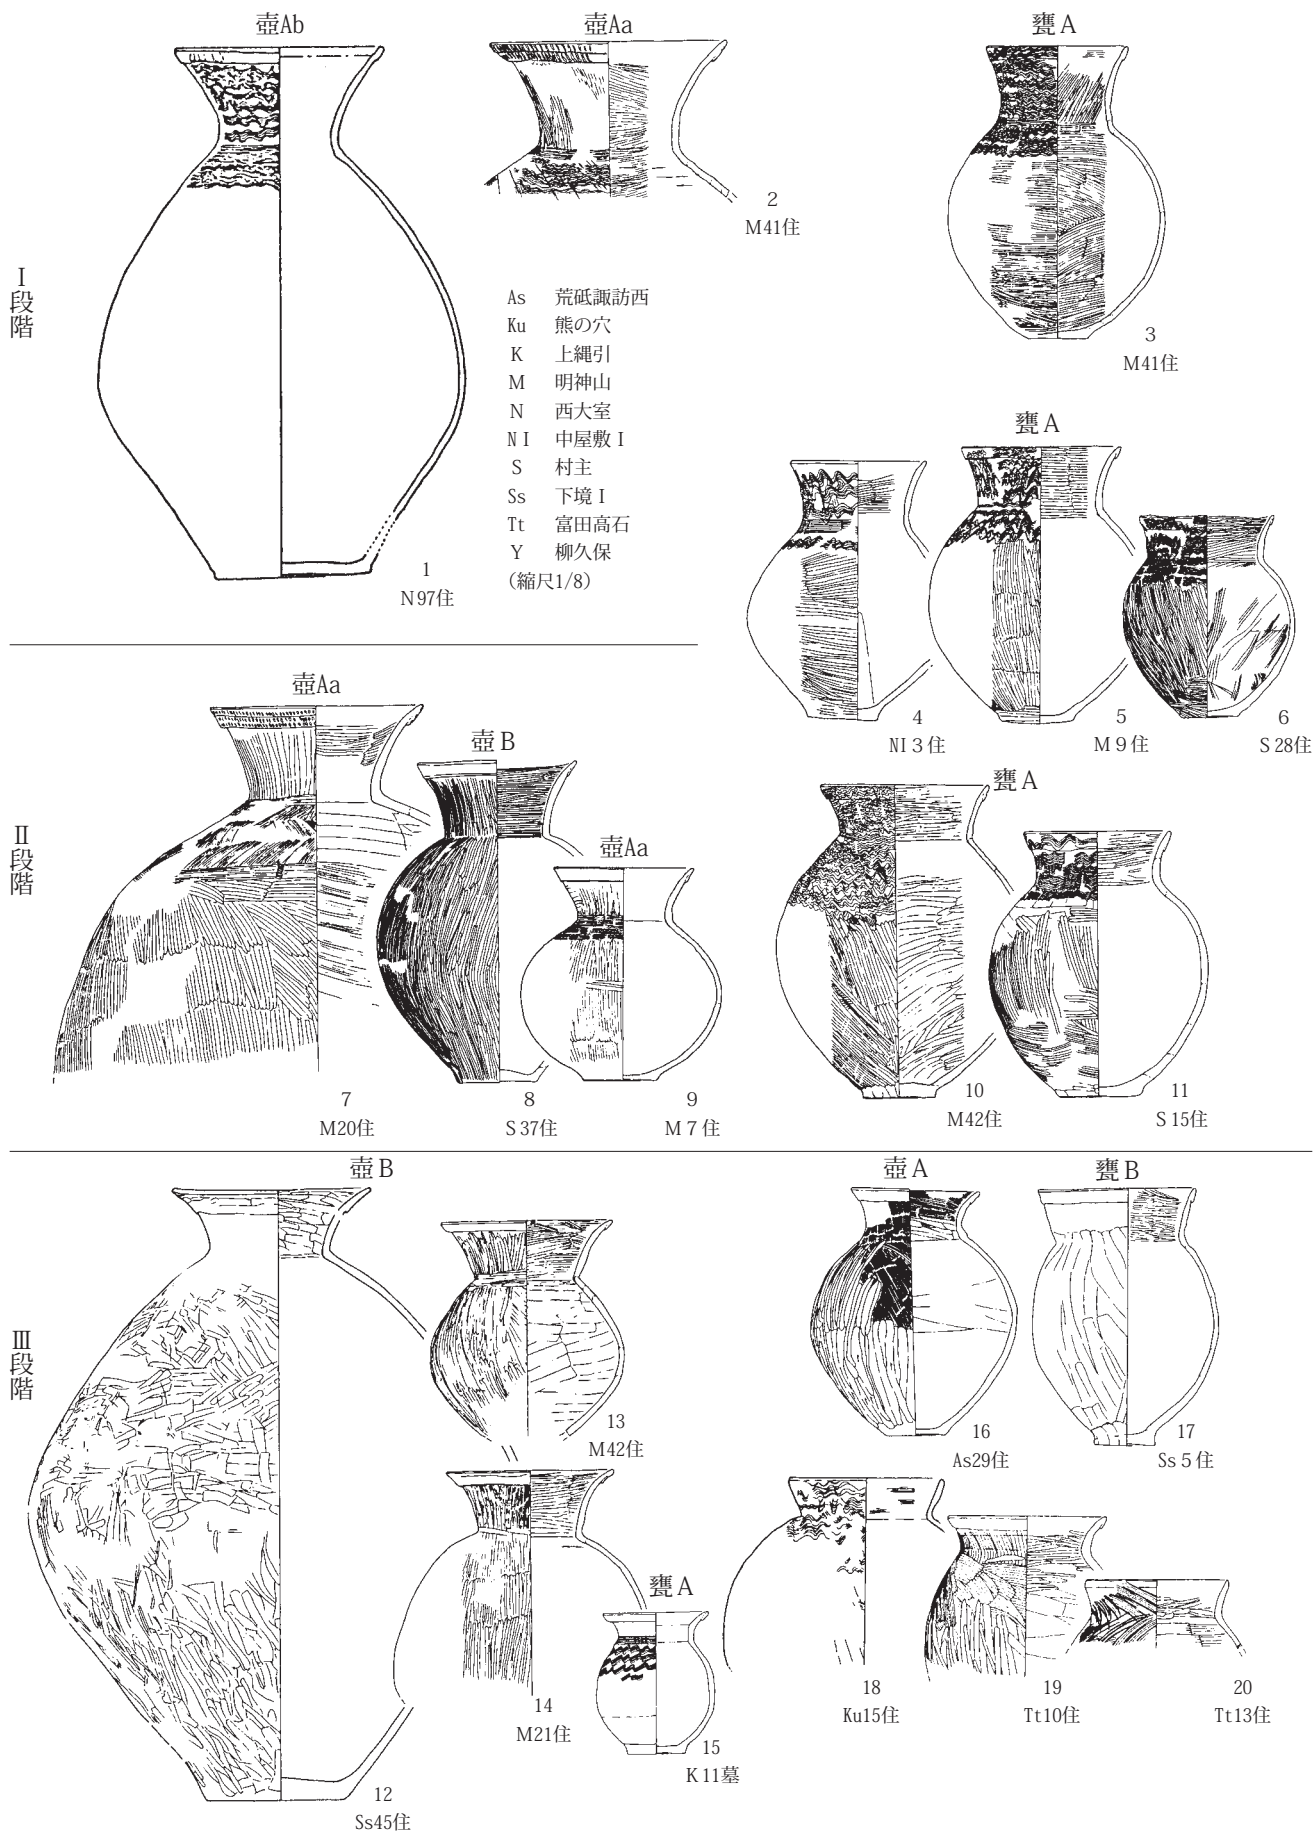 壺Ab
壺Aa
甕A
Ⅰ段階
1
N97住
2
M41住
3
M41住
As 荒砥諏訪西
Ku 熊の穴
K 上縄引
M 明神山
N 西大室
NI 中屋敷Ⅰ
S 村主
Ss 下境Ⅰ
Tt 富田高石
Y 柳久保
(縮尺1/8)
甕A
4
NI3住
5
M9住
6
S28住
Ⅱ段階
壺Aa
壺B
壺Aa
甕A
7
M20住
8
S37住
9
M7住
10
M42住
11
S15住
Ⅲ段階
壺B
壺A
甕B
12
Ss45住
13
M42住
14
M21住
甕A
15
K11墓
16
As29住
17
Ss5住
18
Ku15住
19
Tt10住
20
Tt13住